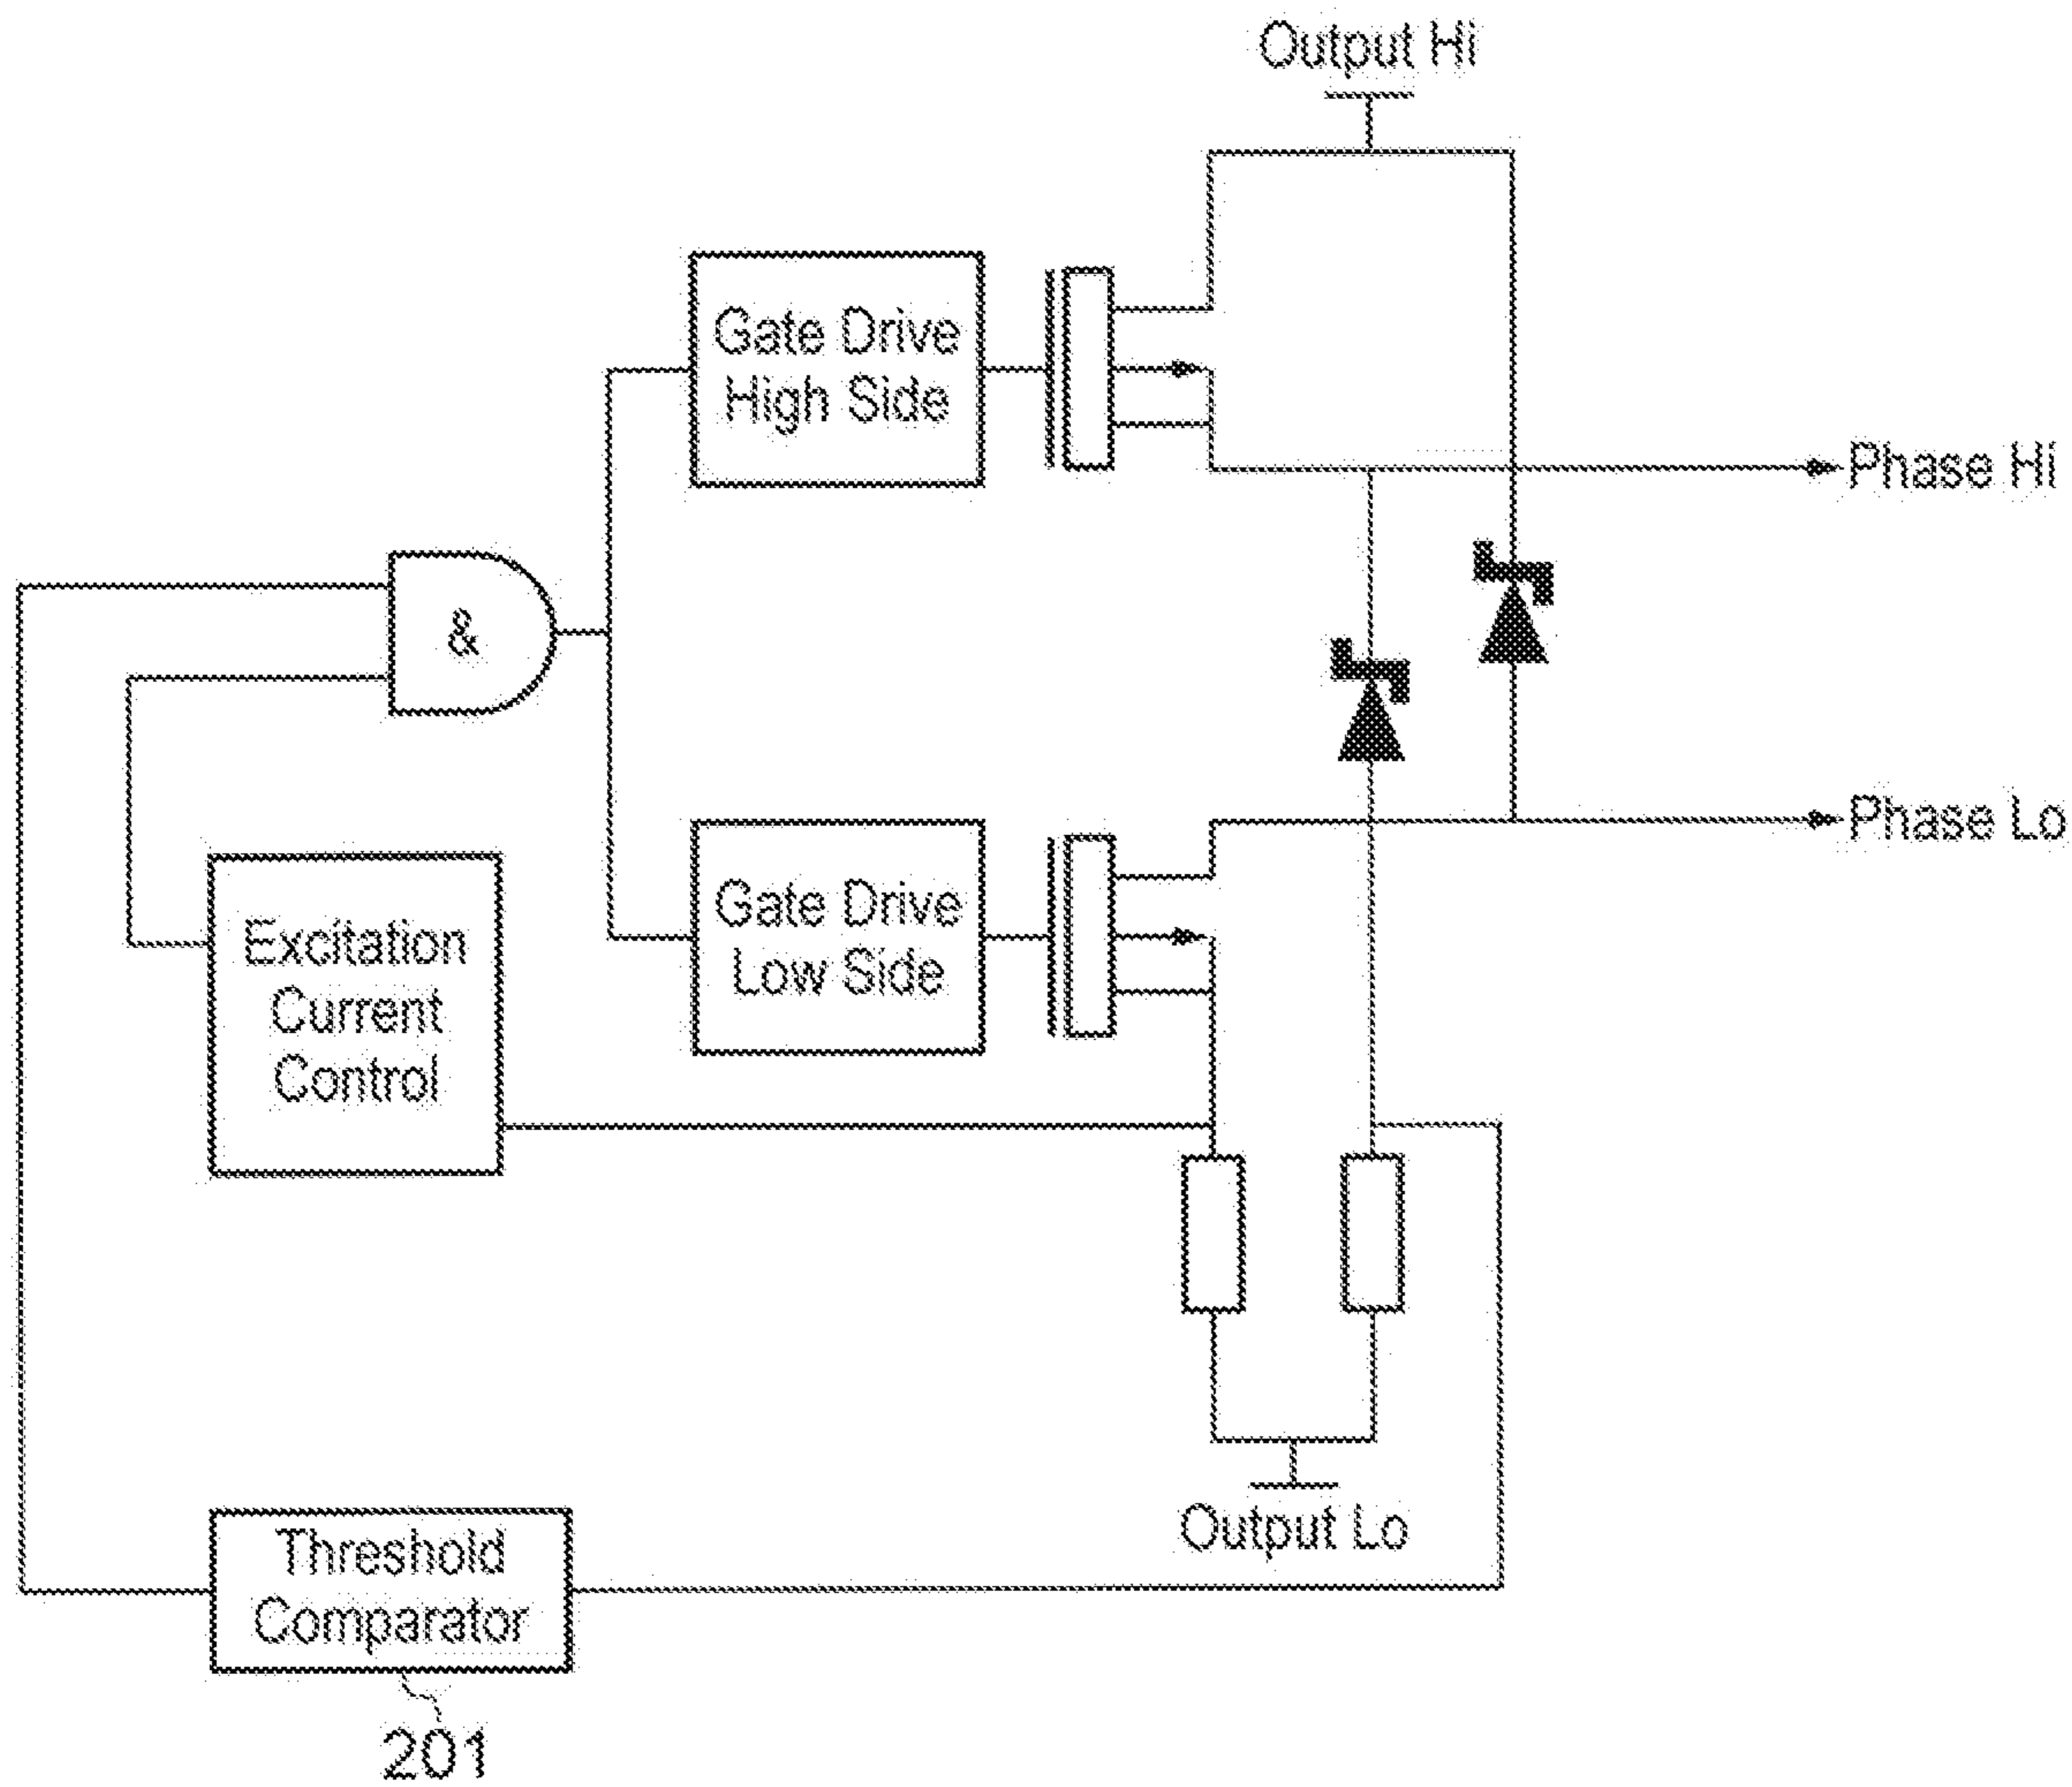 Output Hi
Gate Drive
High Side
Phase Hi
&
Phase Lo
Gate Drive
Low Side
Excitation
Current
Control
Output Lo
Threshold
Comparator
201